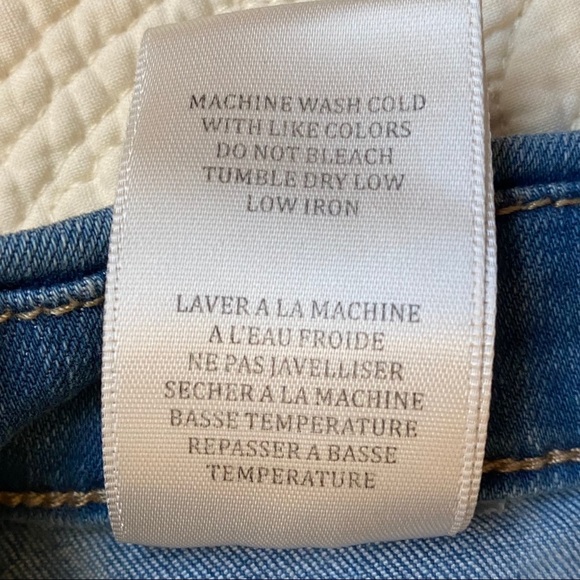 MACHINE WASH COLD
WITH LIKE COLORS
DO NOT BLEACH
TUMBLE DRY LOW
LOW IRON
LAVER A LA MACHINE
A L'EAU FROIDE
NE PAS JAVELLISER
SECHER A LA MACHINE
BASSE TEMPERATURE
REPASSER A BASSE
TEMPERATURE